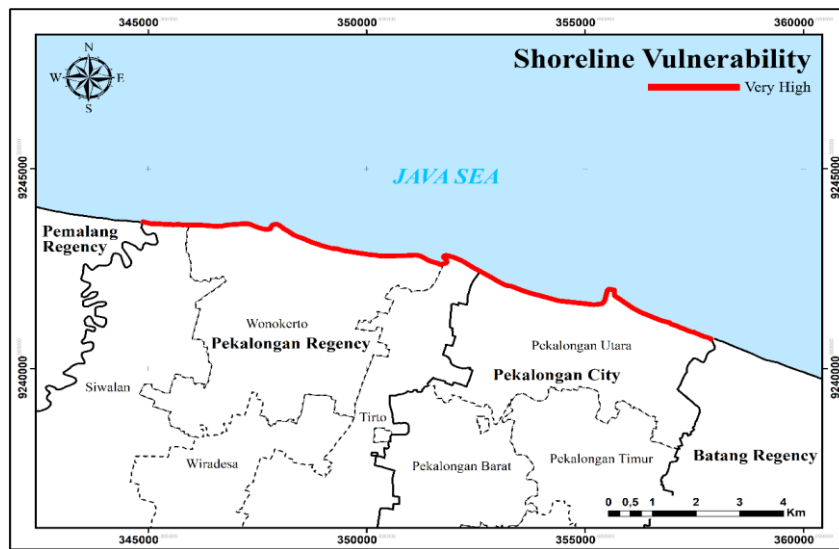 345000 350000 355000 360000
Shoreline Vulnerability
Very High
N
W E
S
9245000 9245000
JAVA SEA
Pemalang
Regency
Wonokerto
Pekalongan Regency
Pekalongan Utara
Pekalongan City
9240000 9240000
Siwalan
Tirto
Wiradesa
Pekalongan Barat
Pekalongan Timur
Batang Regency
0 0,5 1 2 3 4
Km
345000 350000 355000 360000